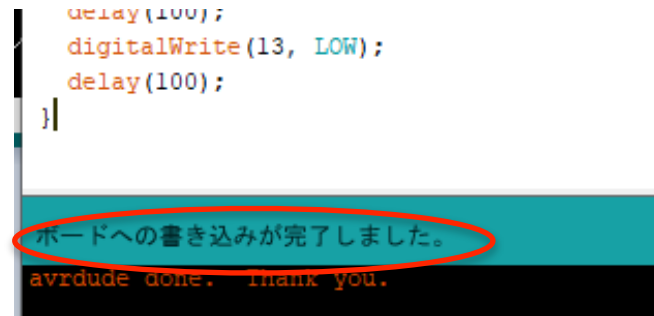 delay(100);
digitalWrite(13, LOW);
delay(100);
}
ボードへの書き込みが完了しました。
avrdude done.  Thank you.